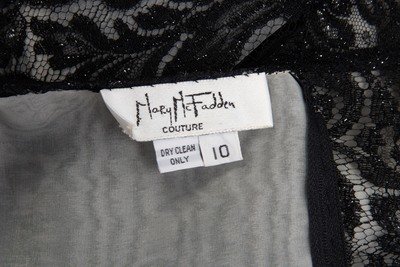 Mary McFadden
COUTURE
DRY CLEAN
ONLY
10